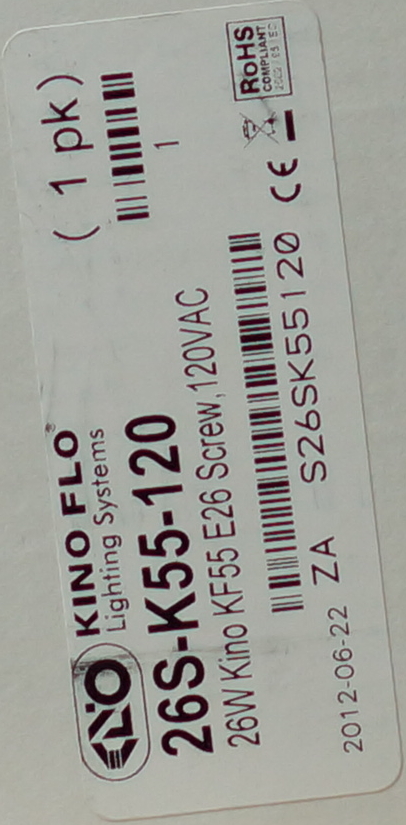 KINO FLO®
Lighting Systems
( 1 pk )
26S-K55-120
26W Kino KF55 E26 Screw, 120VAC
1
2012-06-22 ZA S26SK55120 CE
RoHS
COMPLIANT